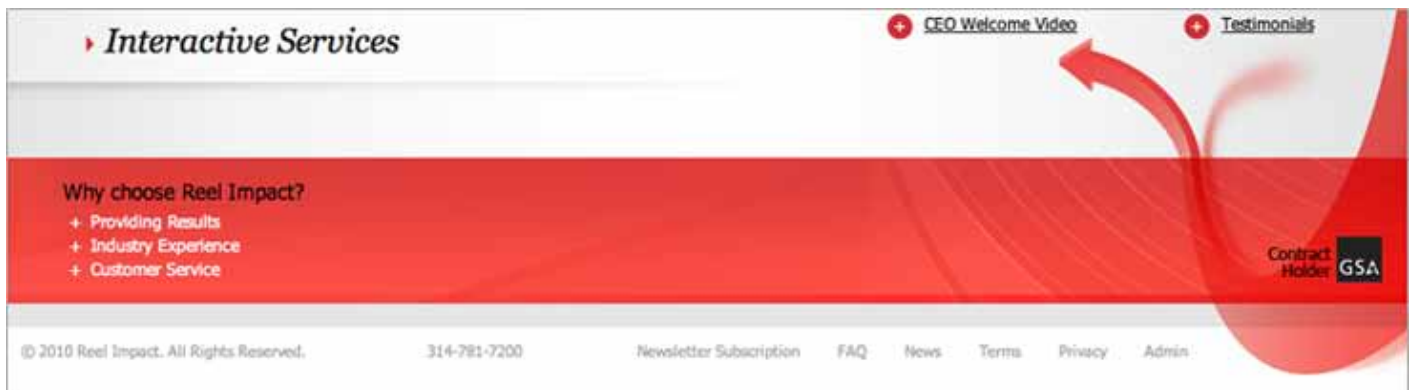 Interactive Services
CEO Welcome Video
Testimonials
Why choose Reel Impact?
+ Providing Results
+ Industry Experience
+ Customer Service
Contract
Holder
GSA
© 2010 Reel Impact. All Rights Reserved. 314-781-7200 Newsletter Subscription FAQ News Terms Privacy Admin